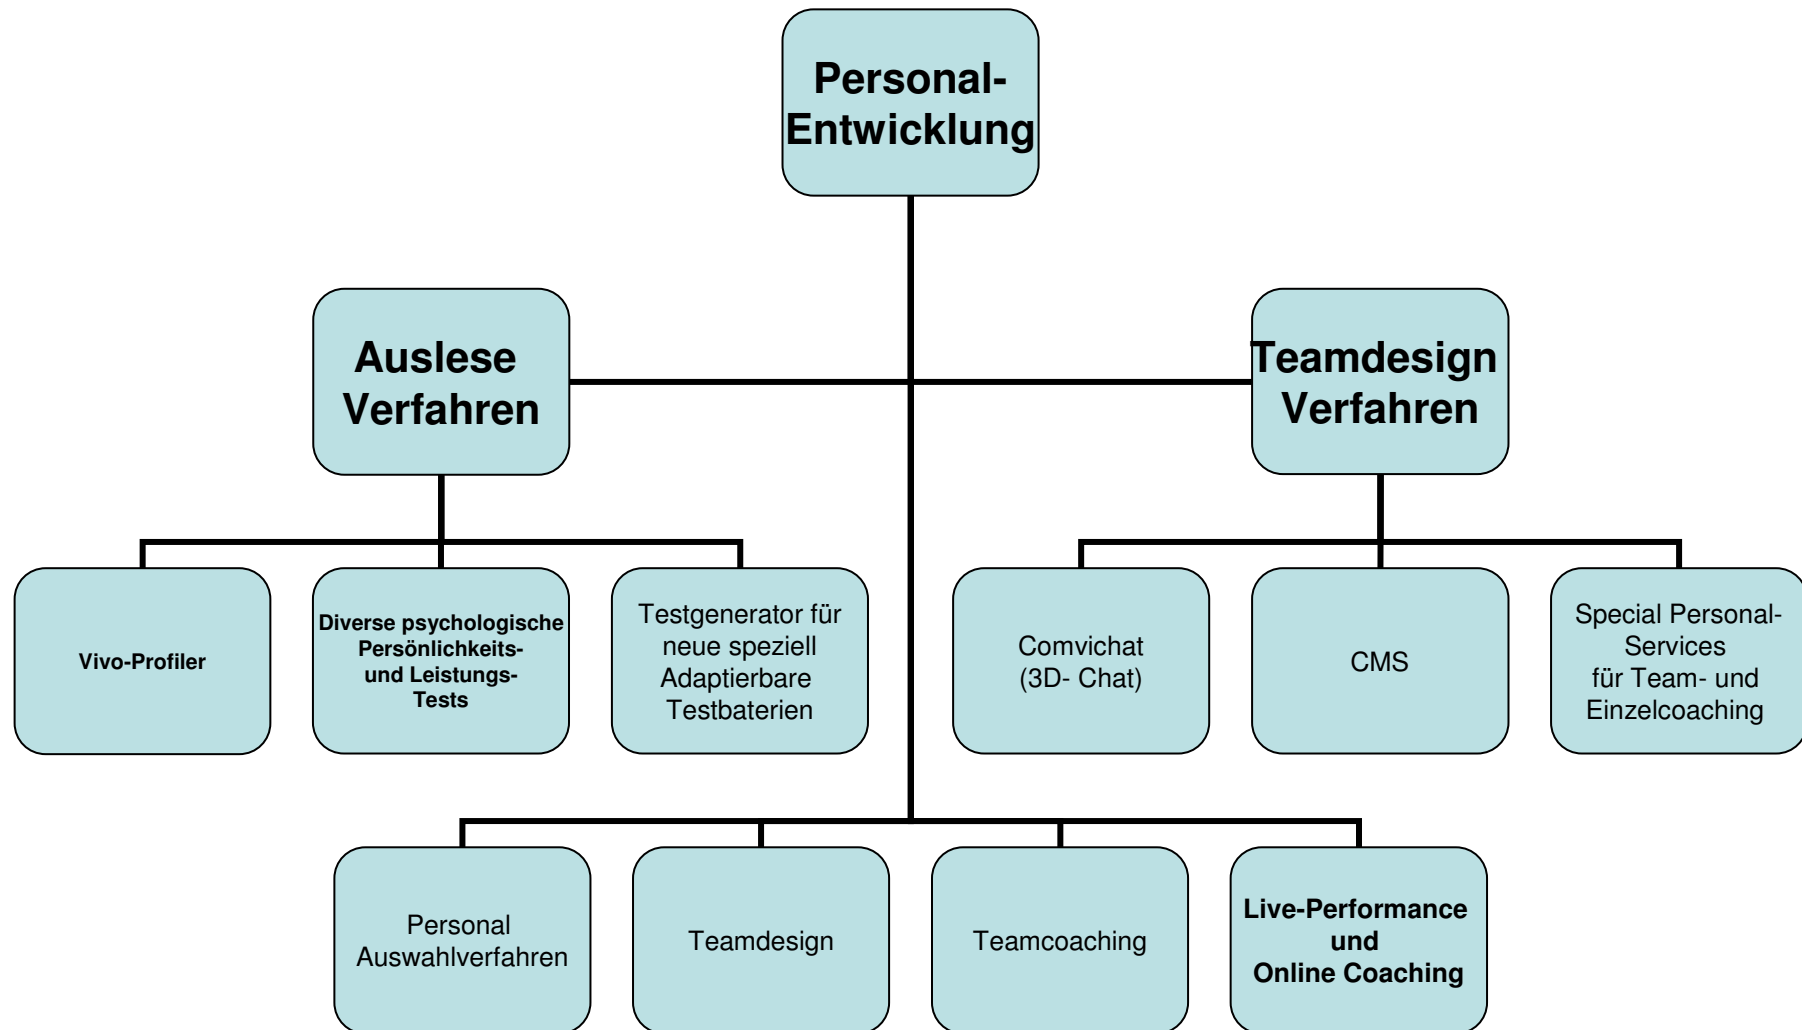 Personal-
Entwicklung
Auslese
Verfahren
Teamdesign
Verfahren
Vivo-Profiler
Diverse psychologische
Persönlichkeits-
und Leistungs-
Tests
Testgenerator für
neue speziell
Adaptierbare
Testbaterien
Comvichat
(3D- Chat)
CMS
Special Personal-
Services
für Team- und
Einzelcoaching
Personal
Auswahlverfahren
Teamdesign
Teamcoaching
Live-Performance
und
Online Coaching